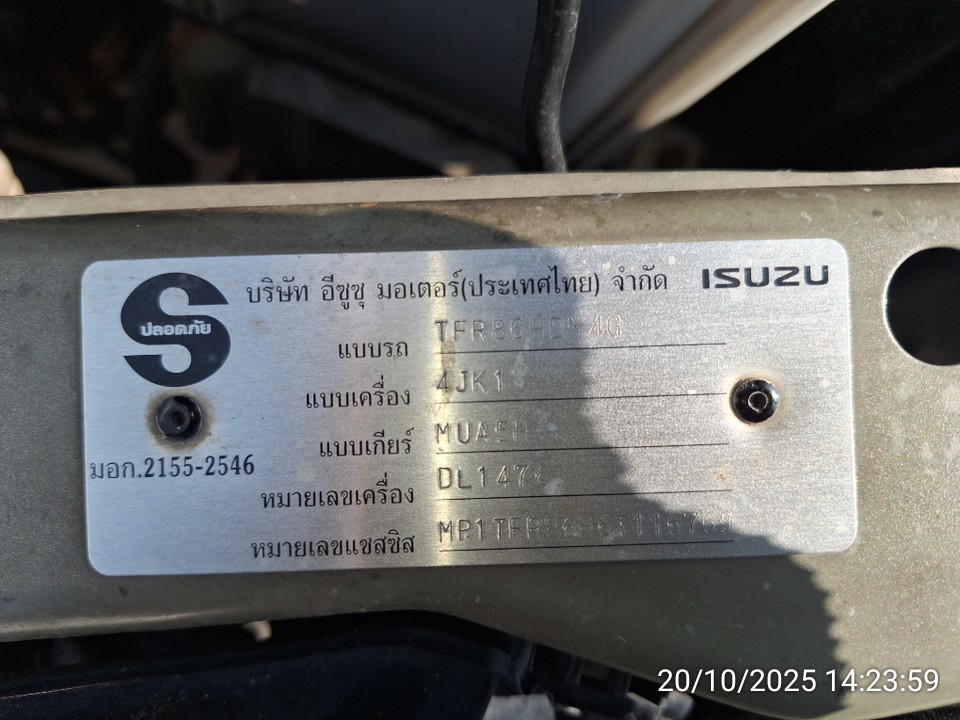 บริษัท อีซูซุ มอเตอร์(ประเทศไทย) จำกัด ISUZU
ปลอดภัย
แบบรถ
แบบเครื่อง 4JK1
แบบเกียร์
หมายเลขเครื่อง
มอก.2155-2546
หมายเลขแชสซิส
20/10/2025 14:23:59